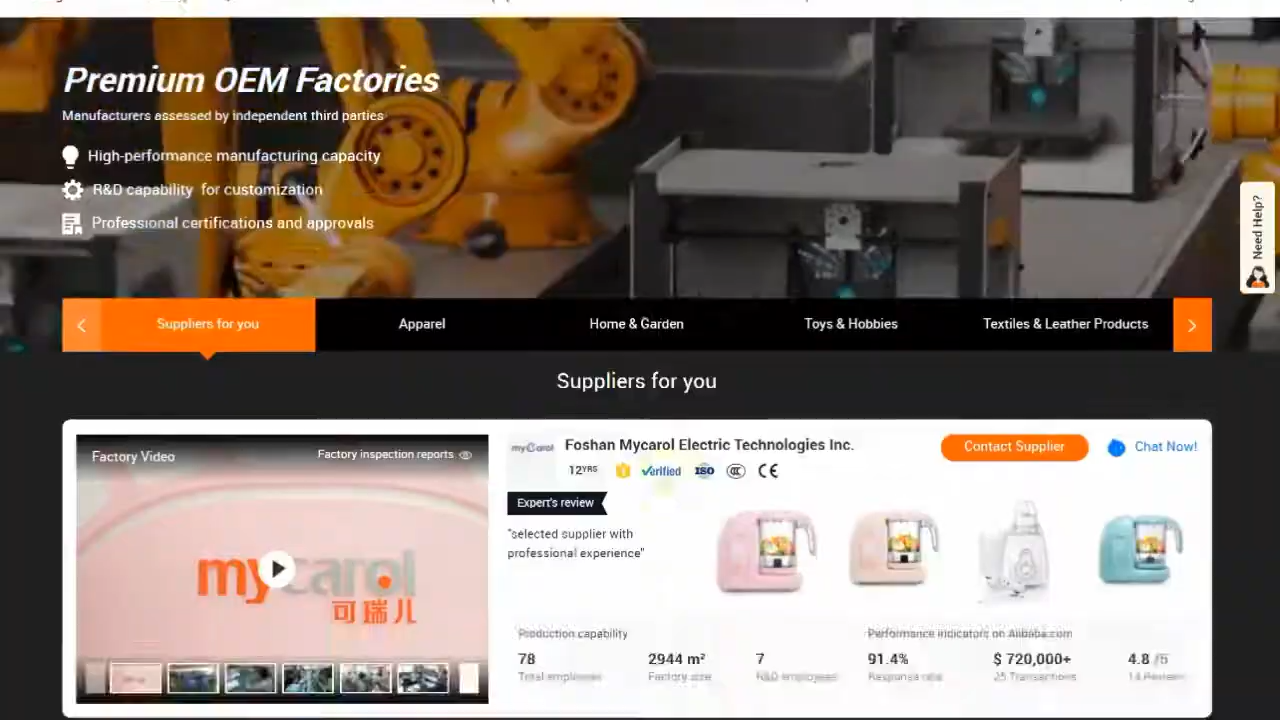 Premium OEM Factories
Manufacturers assessed by independent third parties
High-performance manufacturing capacity
R&D capability for customization
Professional certifications and approvals
Need Help?
Suppliers for you
Apparel
Home & Garden
Toys & Hobbies
Textiles & Leather Products
Suppliers for you
Factory Video
Factory inspection reports
mycarol
可瑞儿
myCarol
Foshan Mycarol Electric Technologies Inc.
Contact Supplier
Chat Now!
12YRS
Verified
ISO
CCC
CE
Expert's review
"selected supplier with
professional experience"
Production capability
Performance indicators on Alibaba.com
78
2944 m²
7
91.4%
$ 720,000+
4.8 /5
Total employees
Factory size
R&D employees
Response rate
25 Transactions
14 Reviews